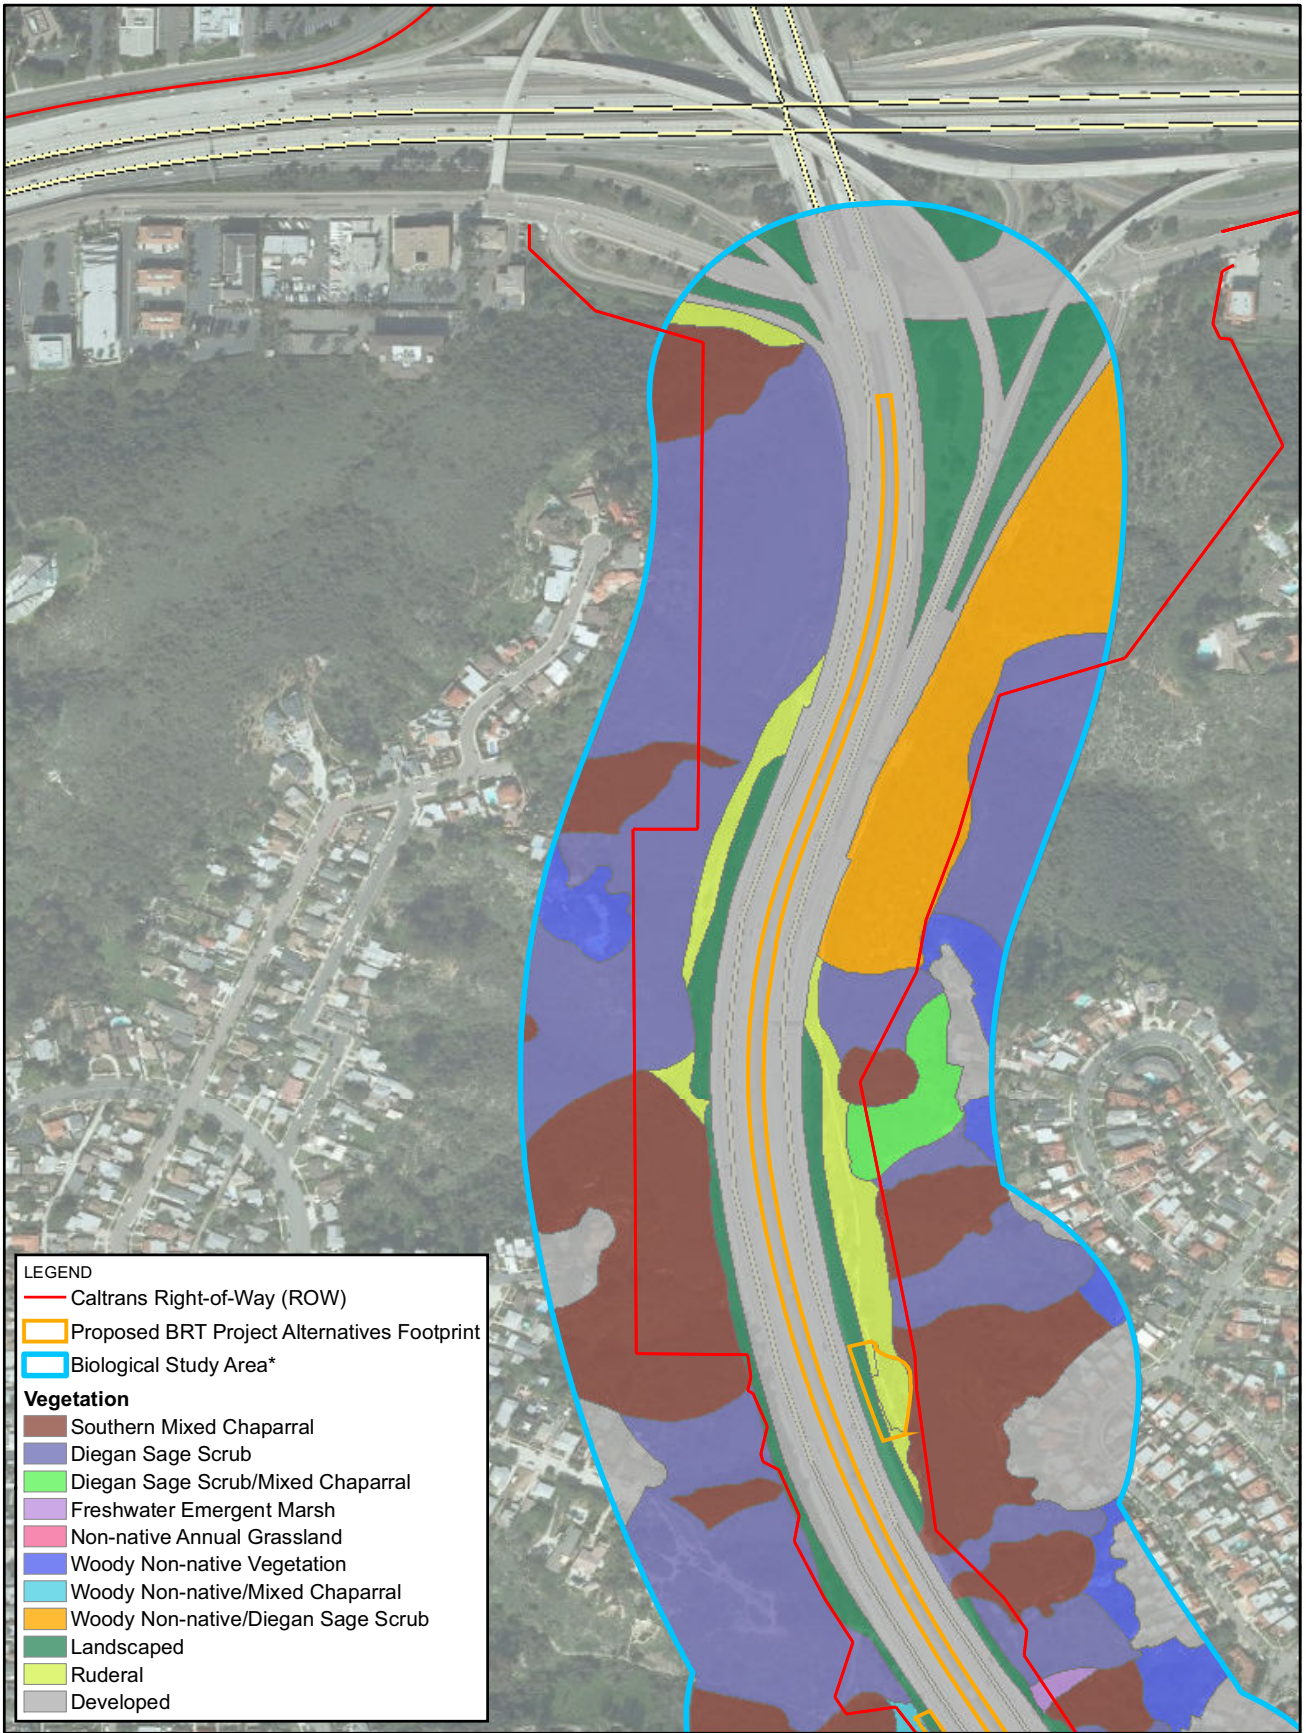 LEGEND
Caltrans Right-of-Way (ROW)
Proposed BRT Project Alternatives Footprint
Biological Study Area*
Vegetation
Southern Mixed Chaparral
Diegan Sage Scrub
Diegan Sage Scrub/Mixed Chaparral
Freshwater Emergent Marsh
Non-native Annual Grassland
Woody Non-native Vegetation
Woody Non-native/Mixed Chaparral
Woody Non-native/Diegan Sage Scrub
Landscaped
Ruderal
Developed